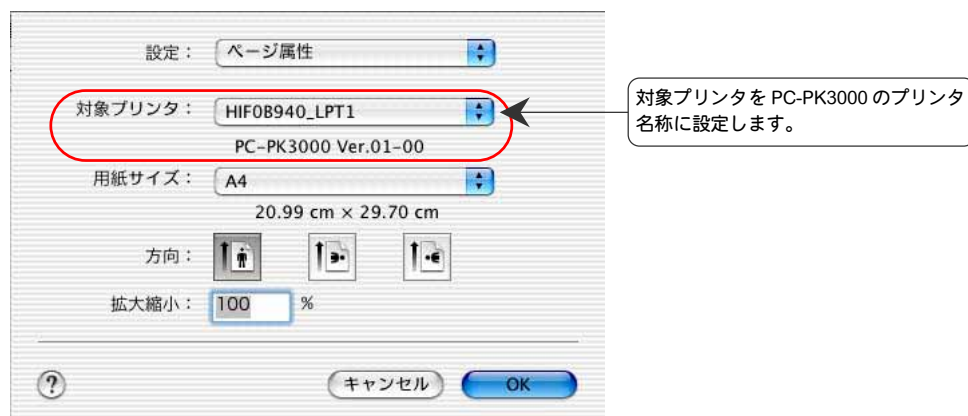 設定： ページ属性
対象プリンタ： HIF0B940_LPT1
PC-PK3000 Ver.01-00
対象プリンタを PC-PK3000 のプリンタ
名称に設定します。
用紙サイズ： A4
20.99 cm × 29.70 cm
方向：
拡大縮小： 100 %
? キャンセル OK